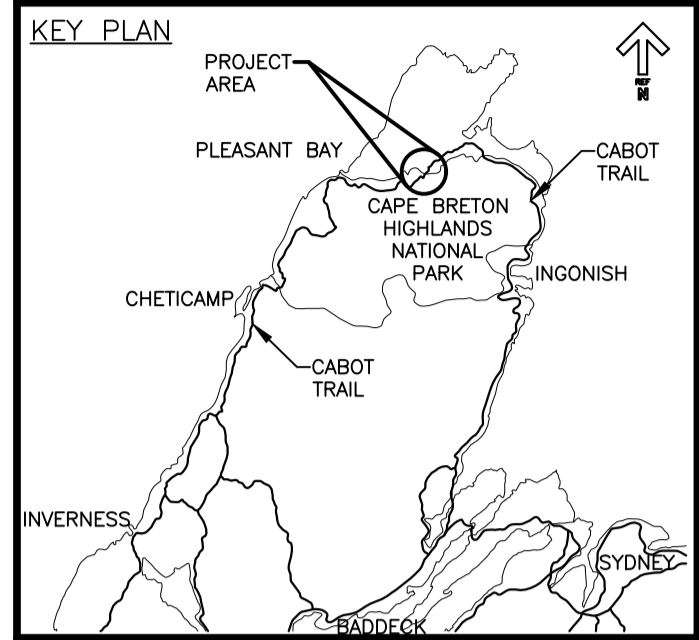 KEY PLAN
PROJECT
AREA
REF
N
PLEASANT BAY
CABOT
TRAIL
CAPE BRETON
HIGHLANDS
NATIONAL
PARK
INGONISH
CHETICAMP
CABOT
TRAIL
INVERNESS
SYDNEY
BADDECK